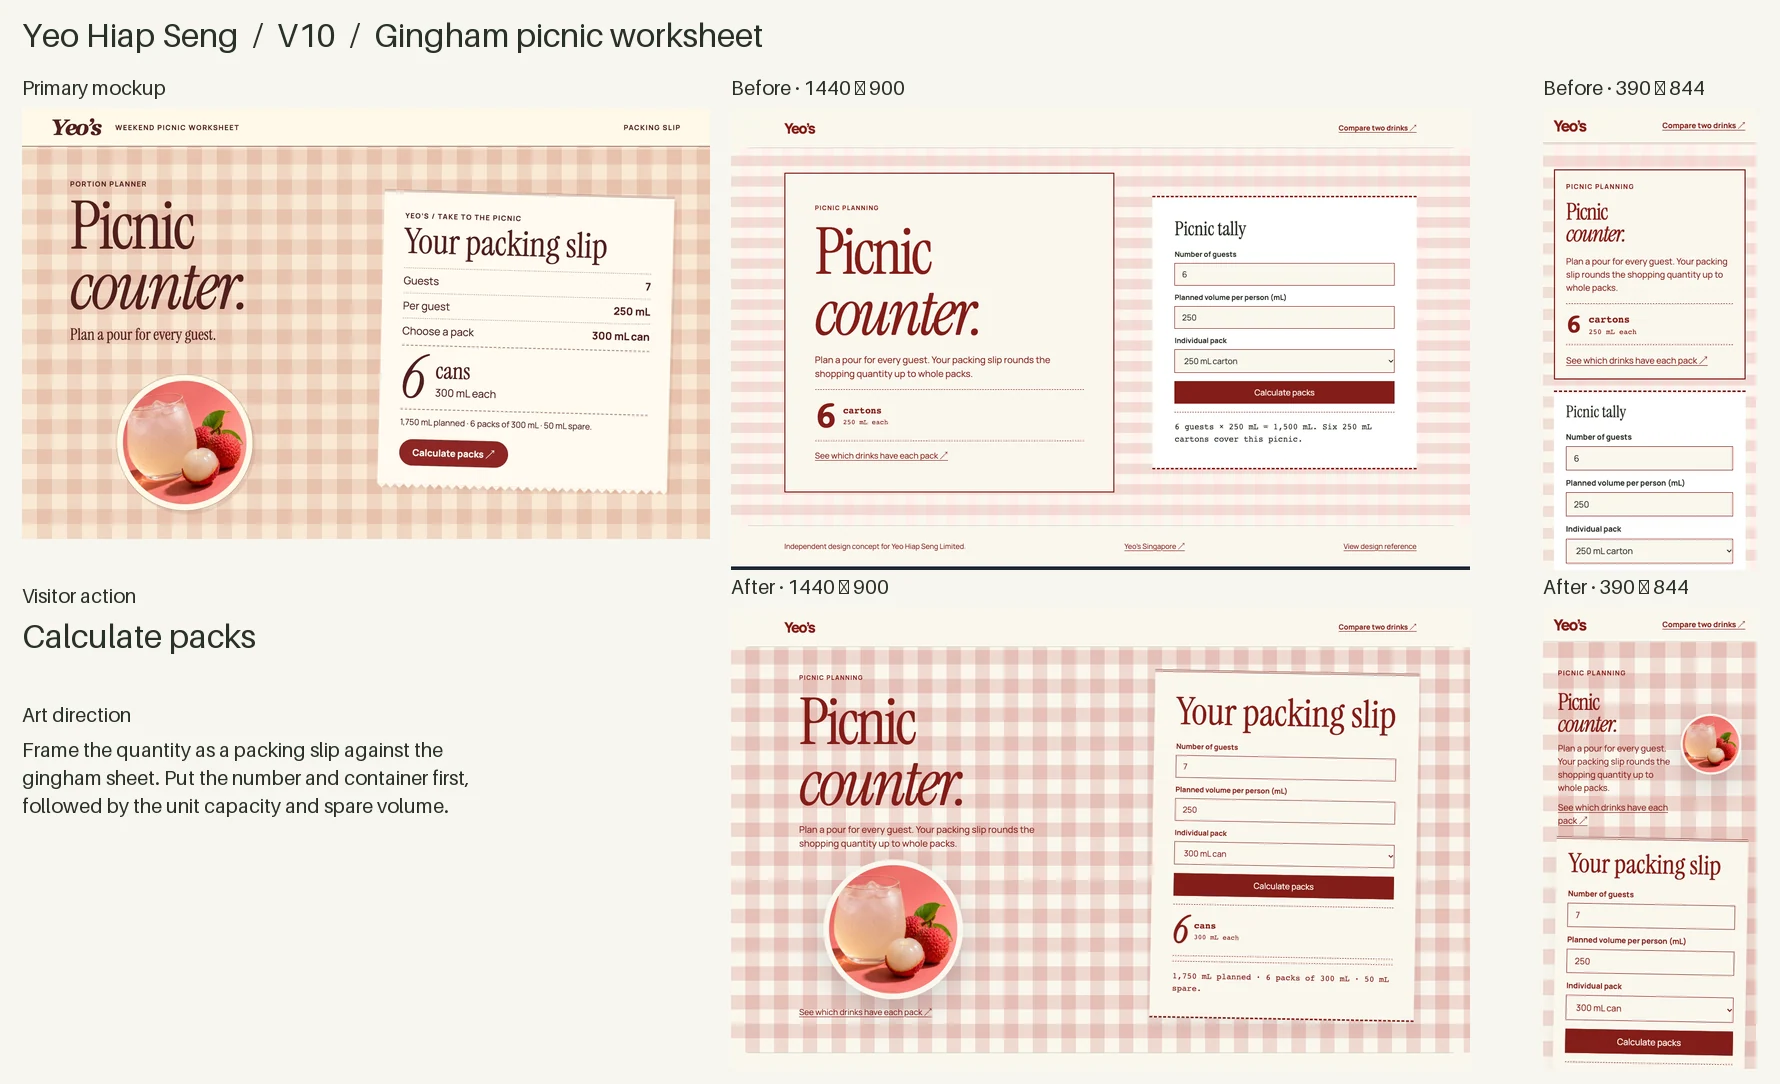 Yeo Hiap Seng / V10 / Gingham picnic worksheet
Primary mockup
Yeo's WEEKEND PICNIC WORKSHEET
PACKING SLIP
PORTION PLANNER
Picnic
counter.
Plan a pour for every guest.
YEO'S / TAKE TO THE PICNIC
Your packing slip
Guests 7
Per guest 250 mL
Choose a pack 300 mL can
6 cans
300 mL each
1,750 mL planned · 6 packs of 300 mL · 50 mL spare.
Calculate packs ↗
Visitor action
Calculate packs
Art direction
Frame the quantity as a packing slip against the
gingham sheet. Put the number and container first,
followed by the unit capacity and spare volume.
Before · 1440 900
Yeo's
Compare two drinks ↗
PICNIC PLANNING
Picnic
counter.
Plan a pour for every guest. Your packing slip rounds the
shopping quantity up to whole packs.
6 cartons
250 mL each
See which drinks have each pack ↗
Picnic tally
Number of guests
6
Planned volume per person (mL)
250
Individual pack
250 mL carton
Calculate packs
6 guests × 250 mL = 1,500 mL. Six 250 mL
cartons cover this picnic.
Independent design concept for Yeo Hiap Seng Limited.
Yeo's Singapore ↗
View design reference
Before · 390 844
Yeo's
Compare two drinks ↗
PICNIC PLANNING
Picnic
counter.
Plan a pour for every guest. Your packing
slip rounds the shopping quantity up to
whole packs.
6 cartons
250 mL each
See which drinks have each pack ↗
Picnic tally
Number of guests
6
Planned volume per person (mL)
250
Individual pack
250 mL carton
After · 1440 900
Yeo's
Compare two drinks ↗
PICNIC PLANNING
Picnic
counter.
Plan a pour for every guest. Your packing slip rounds the
shopping quantity up to whole packs.
See which drinks have each pack ↗
Your packing slip
Number of guests
7
Planned volume per person (mL)
250
Individual pack
300 mL can
Calculate packs
6 cans
300 mL each
1,750 mL planned · 6 packs of 300 mL · 50 mL
spare.
After · 390 844
Yeo's
Compare two drinks ↗
PICNIC PLANNING
Picnic
counter.
Plan a pour for every guest.
Your packing slip rounds the
shopping quantity up to
whole packs.
See which drinks have each
pack ↗
Your packing slip
Number of guests
7
Planned volume per person (mL)
250
Individual pack
300 mL can
Calculate packs